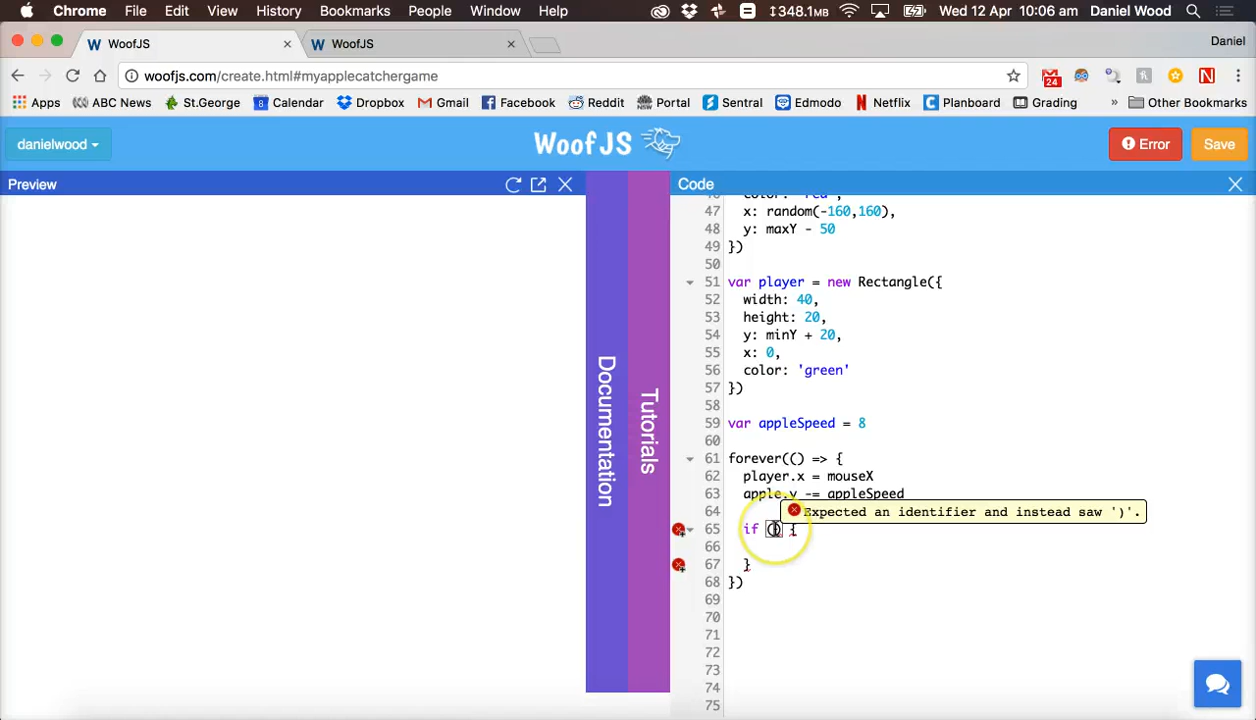 Chrome File Edit View History Bookmarks People Window Help 348.1MB Wed 12 Apr 10:06 am Daniel Wood
WoofJS WoofJS Daniel
woofjs.com/create.html#myapplecatchergame 24
Apps ABC News St.George Calendar Dropbox Gmail Facebook Reddit Portal Sentral Edmodo Netflix Planboard Grading » Other Bookmarks
danielwood WoofJS Error Save
Preview Code
Documentation
Tutorials
47 x: random(-160,160),
48 y: maxY - 50
49 })
50
51 var player = new Rectangle({
52 width: 40,
53 height: 20,
54 y: minY + 20,
55 x: 0,
56 color: 'green'
57 })
58
59 var appleSpeed = 8
60
61 forever(() => {
62 player.x = mouseX
63 apple.y -= appleSpeed
64 Expected an identifier and instead saw ')'.
65 if () {
66
67 }
68 })
69
70
71
72
73
74
75